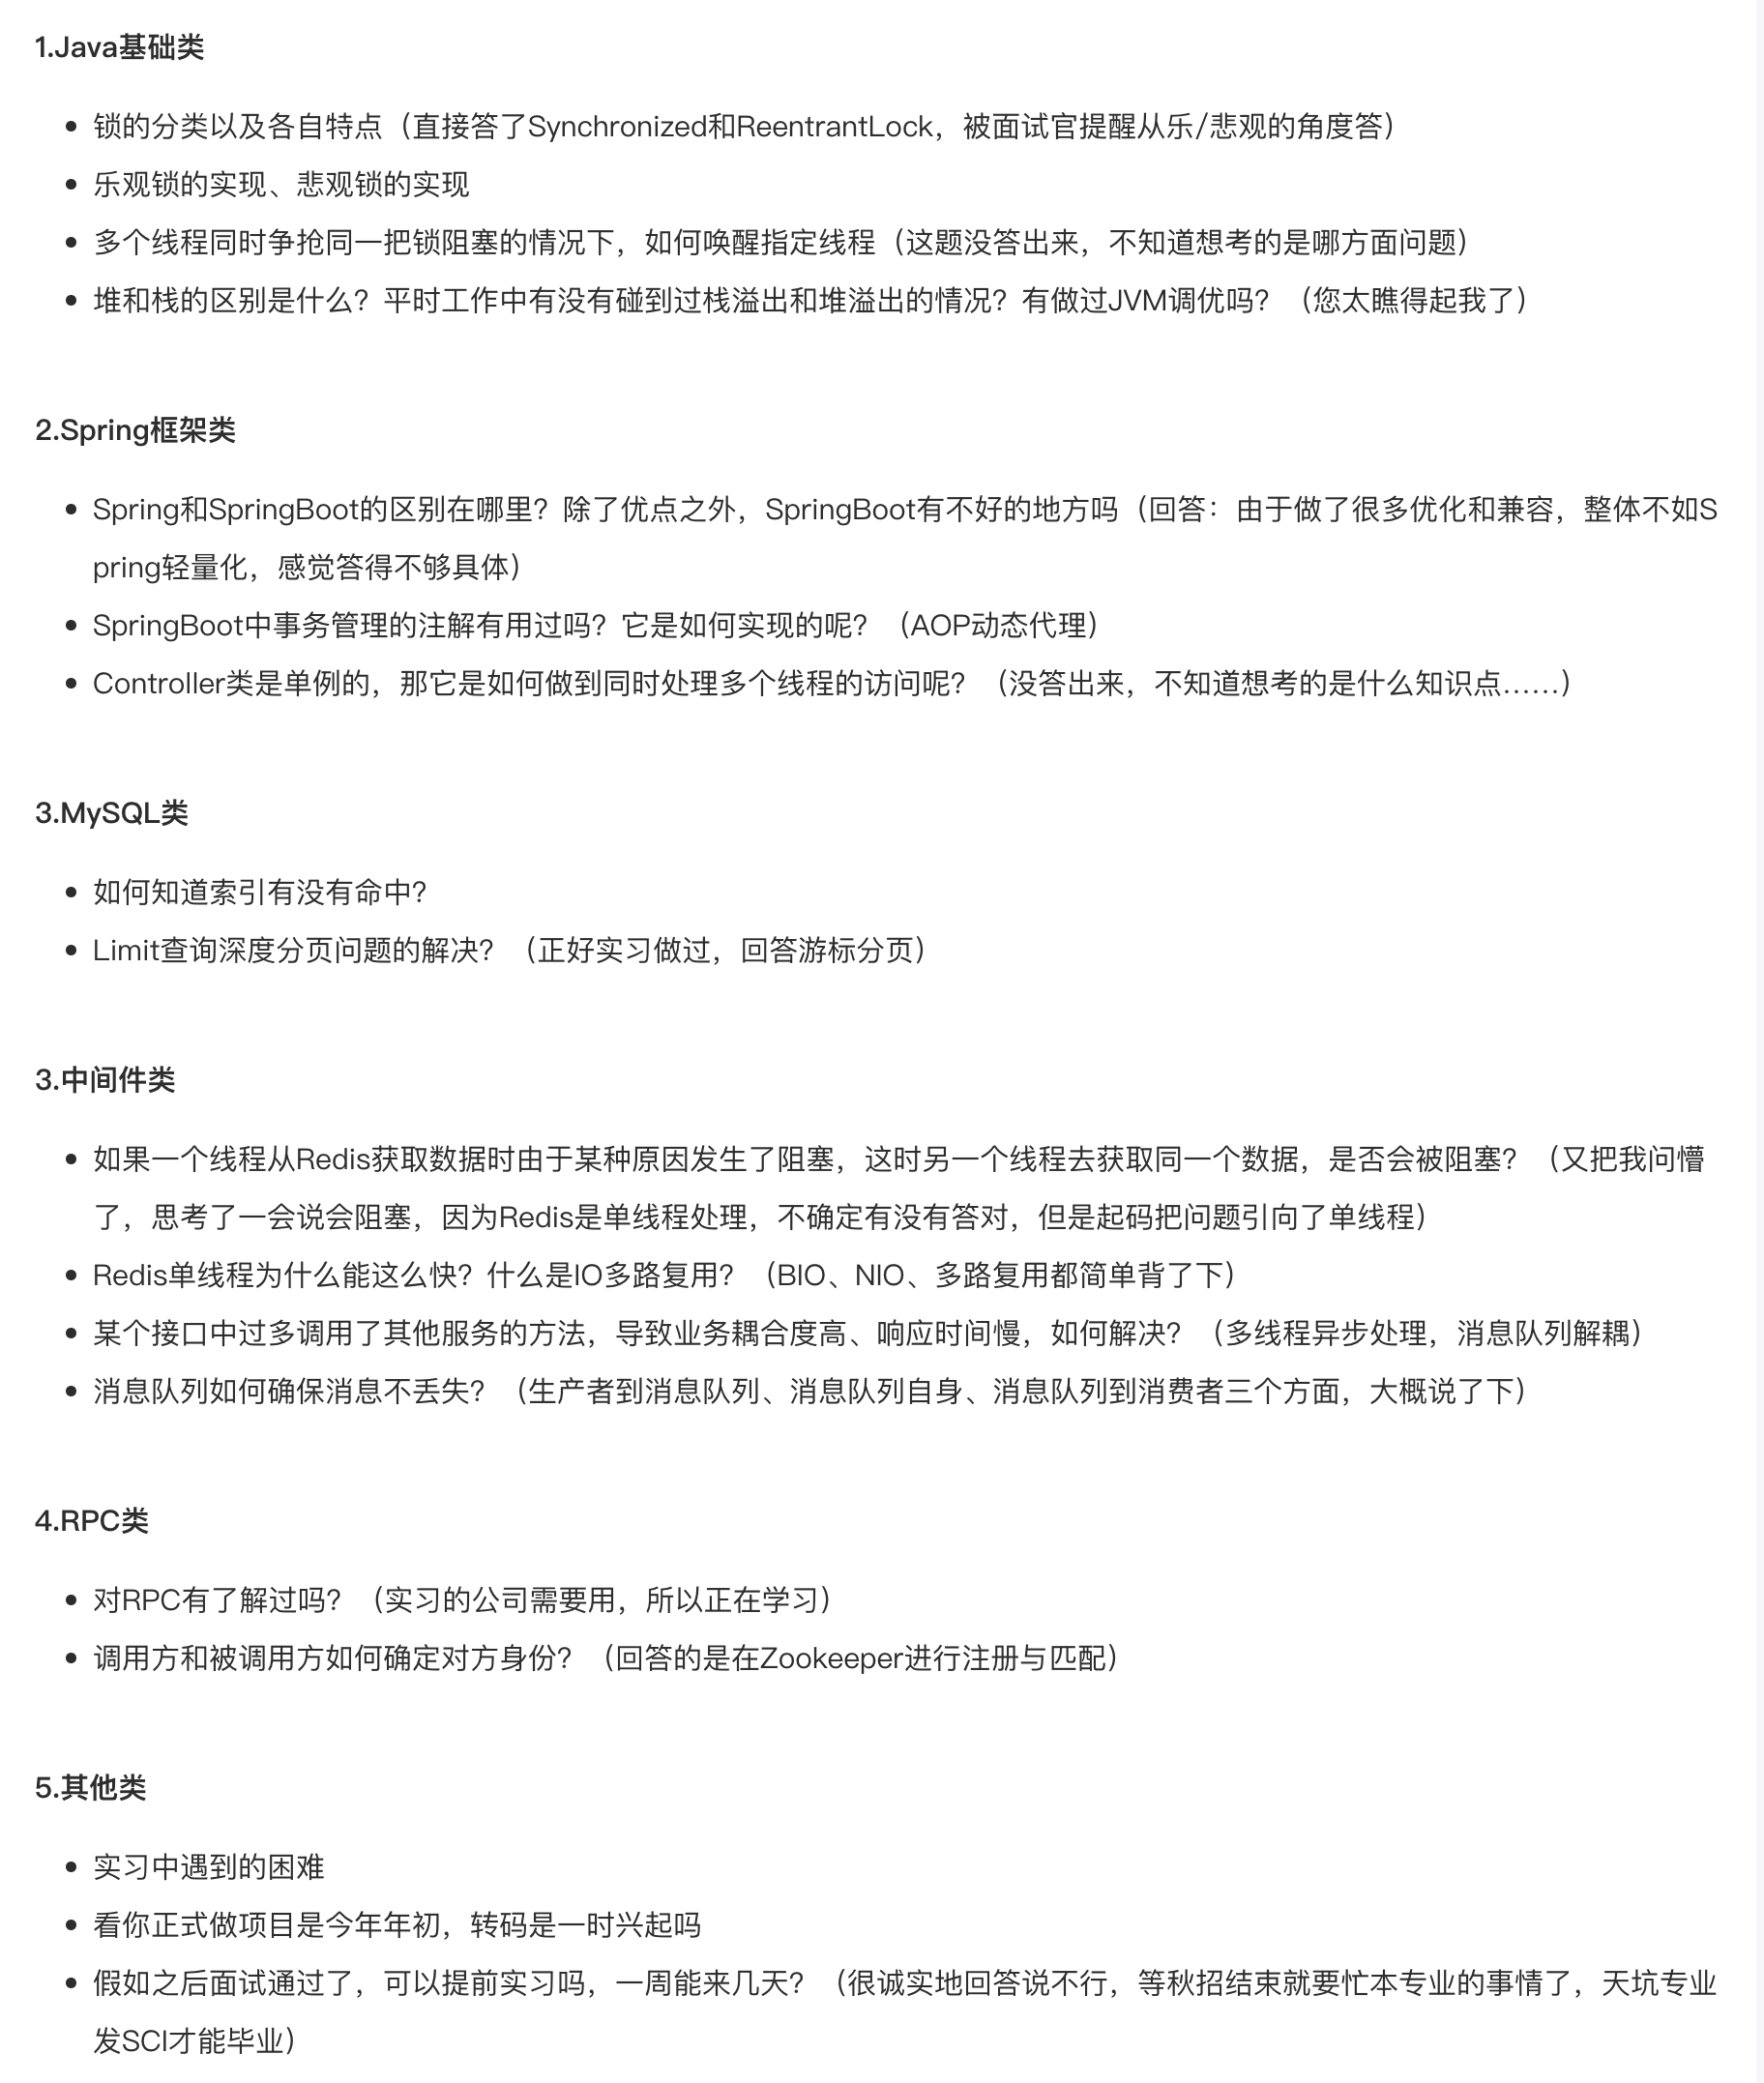 1.Java基础类
锁的分类以及各自特点（直接答了Synchronized和ReentrantLock，被面试官提醒从乐/悲观的角度答）
乐观锁的实现、悲观锁的实现
多个线程同时争抢同一把锁阻塞的情况下，如何唤醒指定线程（这题没答出来，不知道想考的是哪方面问题）
堆和栈的区别是什么？平时工作中有没有碰到过栈溢出和堆溢出的情况？有做过JVM调优吗？（您太瞧得起我了）
2.Spring框架类
Spring和SpringBoot的区别在哪里？除了优点之外，SpringBoot有不好的地方吗（回答：由于做了很多优化和兼容，整体不如S
pring轻量化，感觉答得不够具体）
SpringBoot中事务管理的注解有用过吗？它是如何实现的呢？（AOP动态代理）
Controller类是单例的，那它是如何做到同时处理多个线程的访问呢？（没答出来，不知道想考的是什么知识点……）
3.MySQL类
如何知道索引有没有命中？
Limit查询深度分页问题的解决？（正好实习做过，回答游标分页）
3.中间件类
如果一个线程从Redis获取数据时由于某种原因发生了阻塞，这时另一个线程去获取同一个数据，是否会被阻塞？（又把我问懵
了，思考了一会说会阻塞，因为Redis是单线程处理，不确定有没有答对，但是起码把问题引向了单线程）
Redis单线程为什么能这么快？什么是IO多路复用？（BIO、NIO、多路复用都简单背了下）
某个接口中过多调用了其他服务的方法，导致业务耦合度高、响应时间慢，如何解决？（多线程异步处理，消息队列解耦）
消息队列如何确保消息不丢失？（生产者到消息队列、消息队列自身、消息队列到消费者三个方面，大概说了下）
4.RPC类
对RPC有了解过吗？（实习的公司需要用，所以正在学习）
调用方和被调用方如何确定对方身份？（回答的是在Zookeeper进行注册与匹配）
5.其他类
实习中遇到的困难
看你正式做项目是今年年初，转码是一时兴起吗
假如之后面试通过了，可以提前实习吗，一周能来几天？（很诚实地回答说不行，等秋招结束就要忙本专业的事情了，天坑专业
发SCI才能毕业）